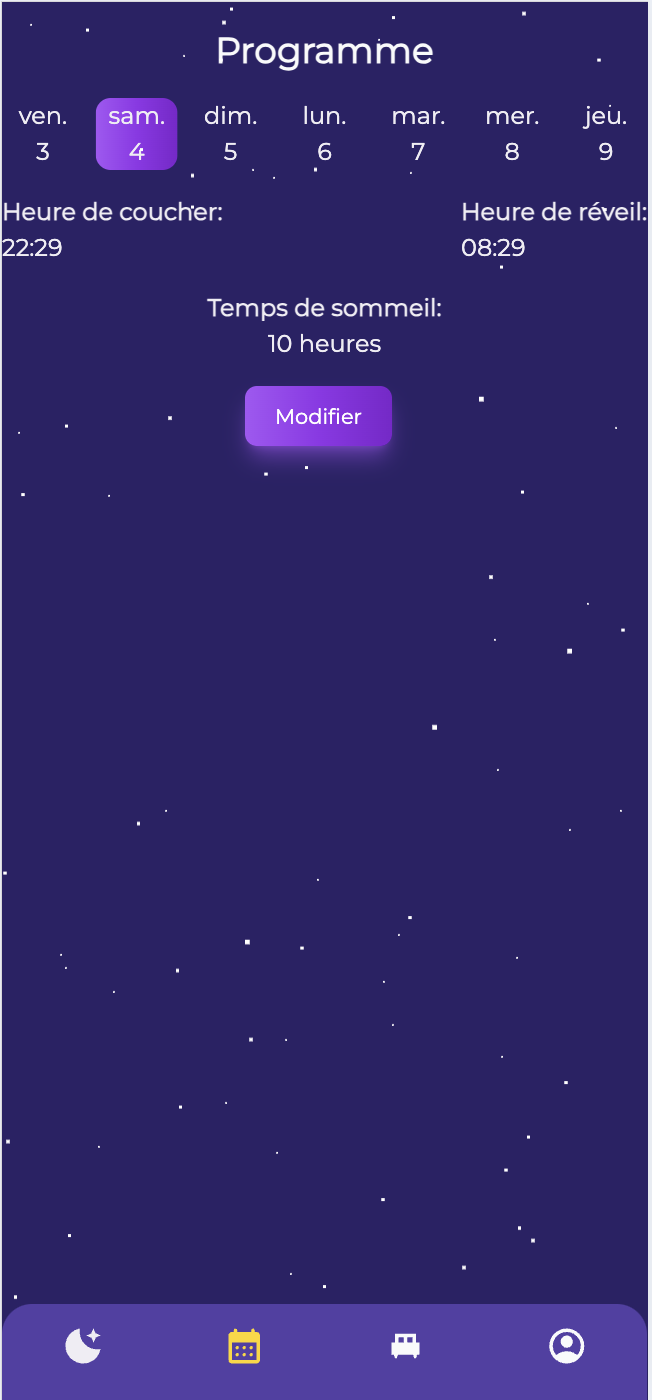 Programme
ven. sam. dim. lun. mar. mer. jeu.
3 4 5 6 7 8 9
Heure de coucher: Heure de réveil:
22:29 08:29
Temps de sommeil:
10 heures
Modifier